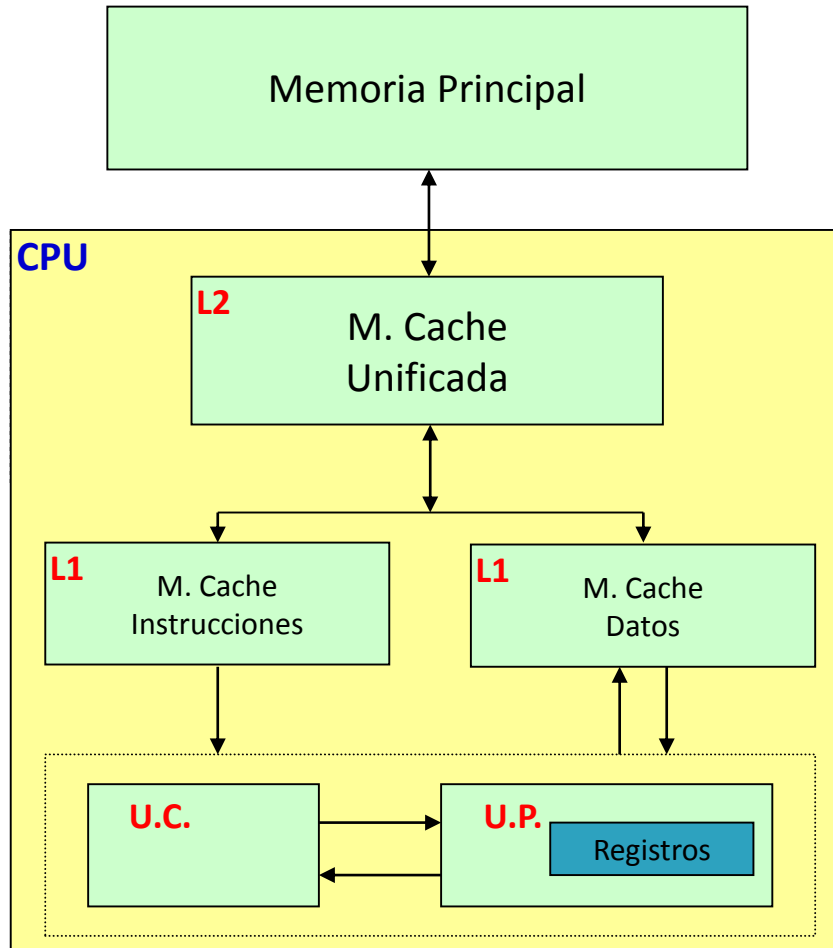 Memoria Principal
CPU
L2
M. Cache
Unificada
L1
M. Cache
Instrucciones
L1
M. Cache
Datos
U.C.
U.P.
Registros